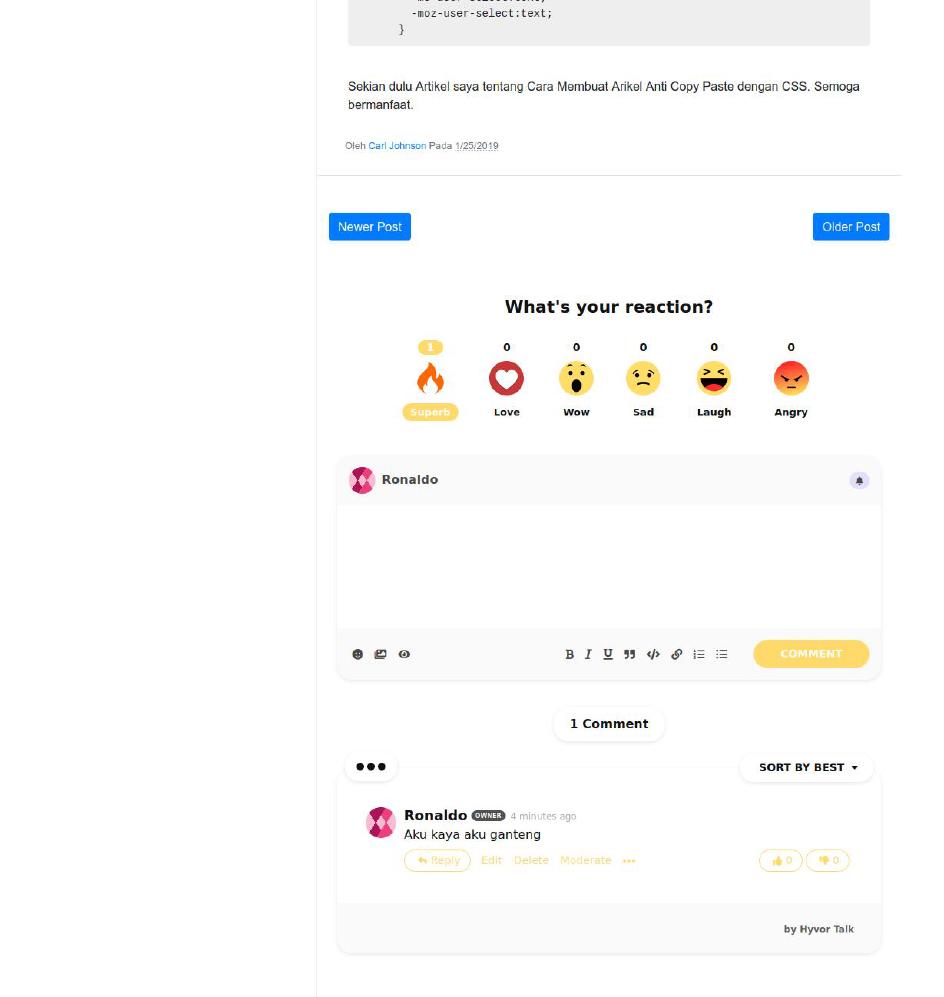 -moz-user-select:text;
}
Sekian dulu Artikel saya tentang Cara Membuat Arikel Anti Copy Paste dengan CSS. Semoga
bermanfaat.
Oleh Carl Johnson Pada 1/25/2019
Newer Post Older Post
What's your reaction?
1 0 0 0 0 0
Superb Love Wow Sad Laugh Angry
Ronaldo
B I U COMMENT
1 Comment
SORT BY BEST
Ronaldo OWNER 4 minutes ago
Aku kaya aku ganteng
Reply Edit Delete Moderate 0 0
by Hyvor Talk